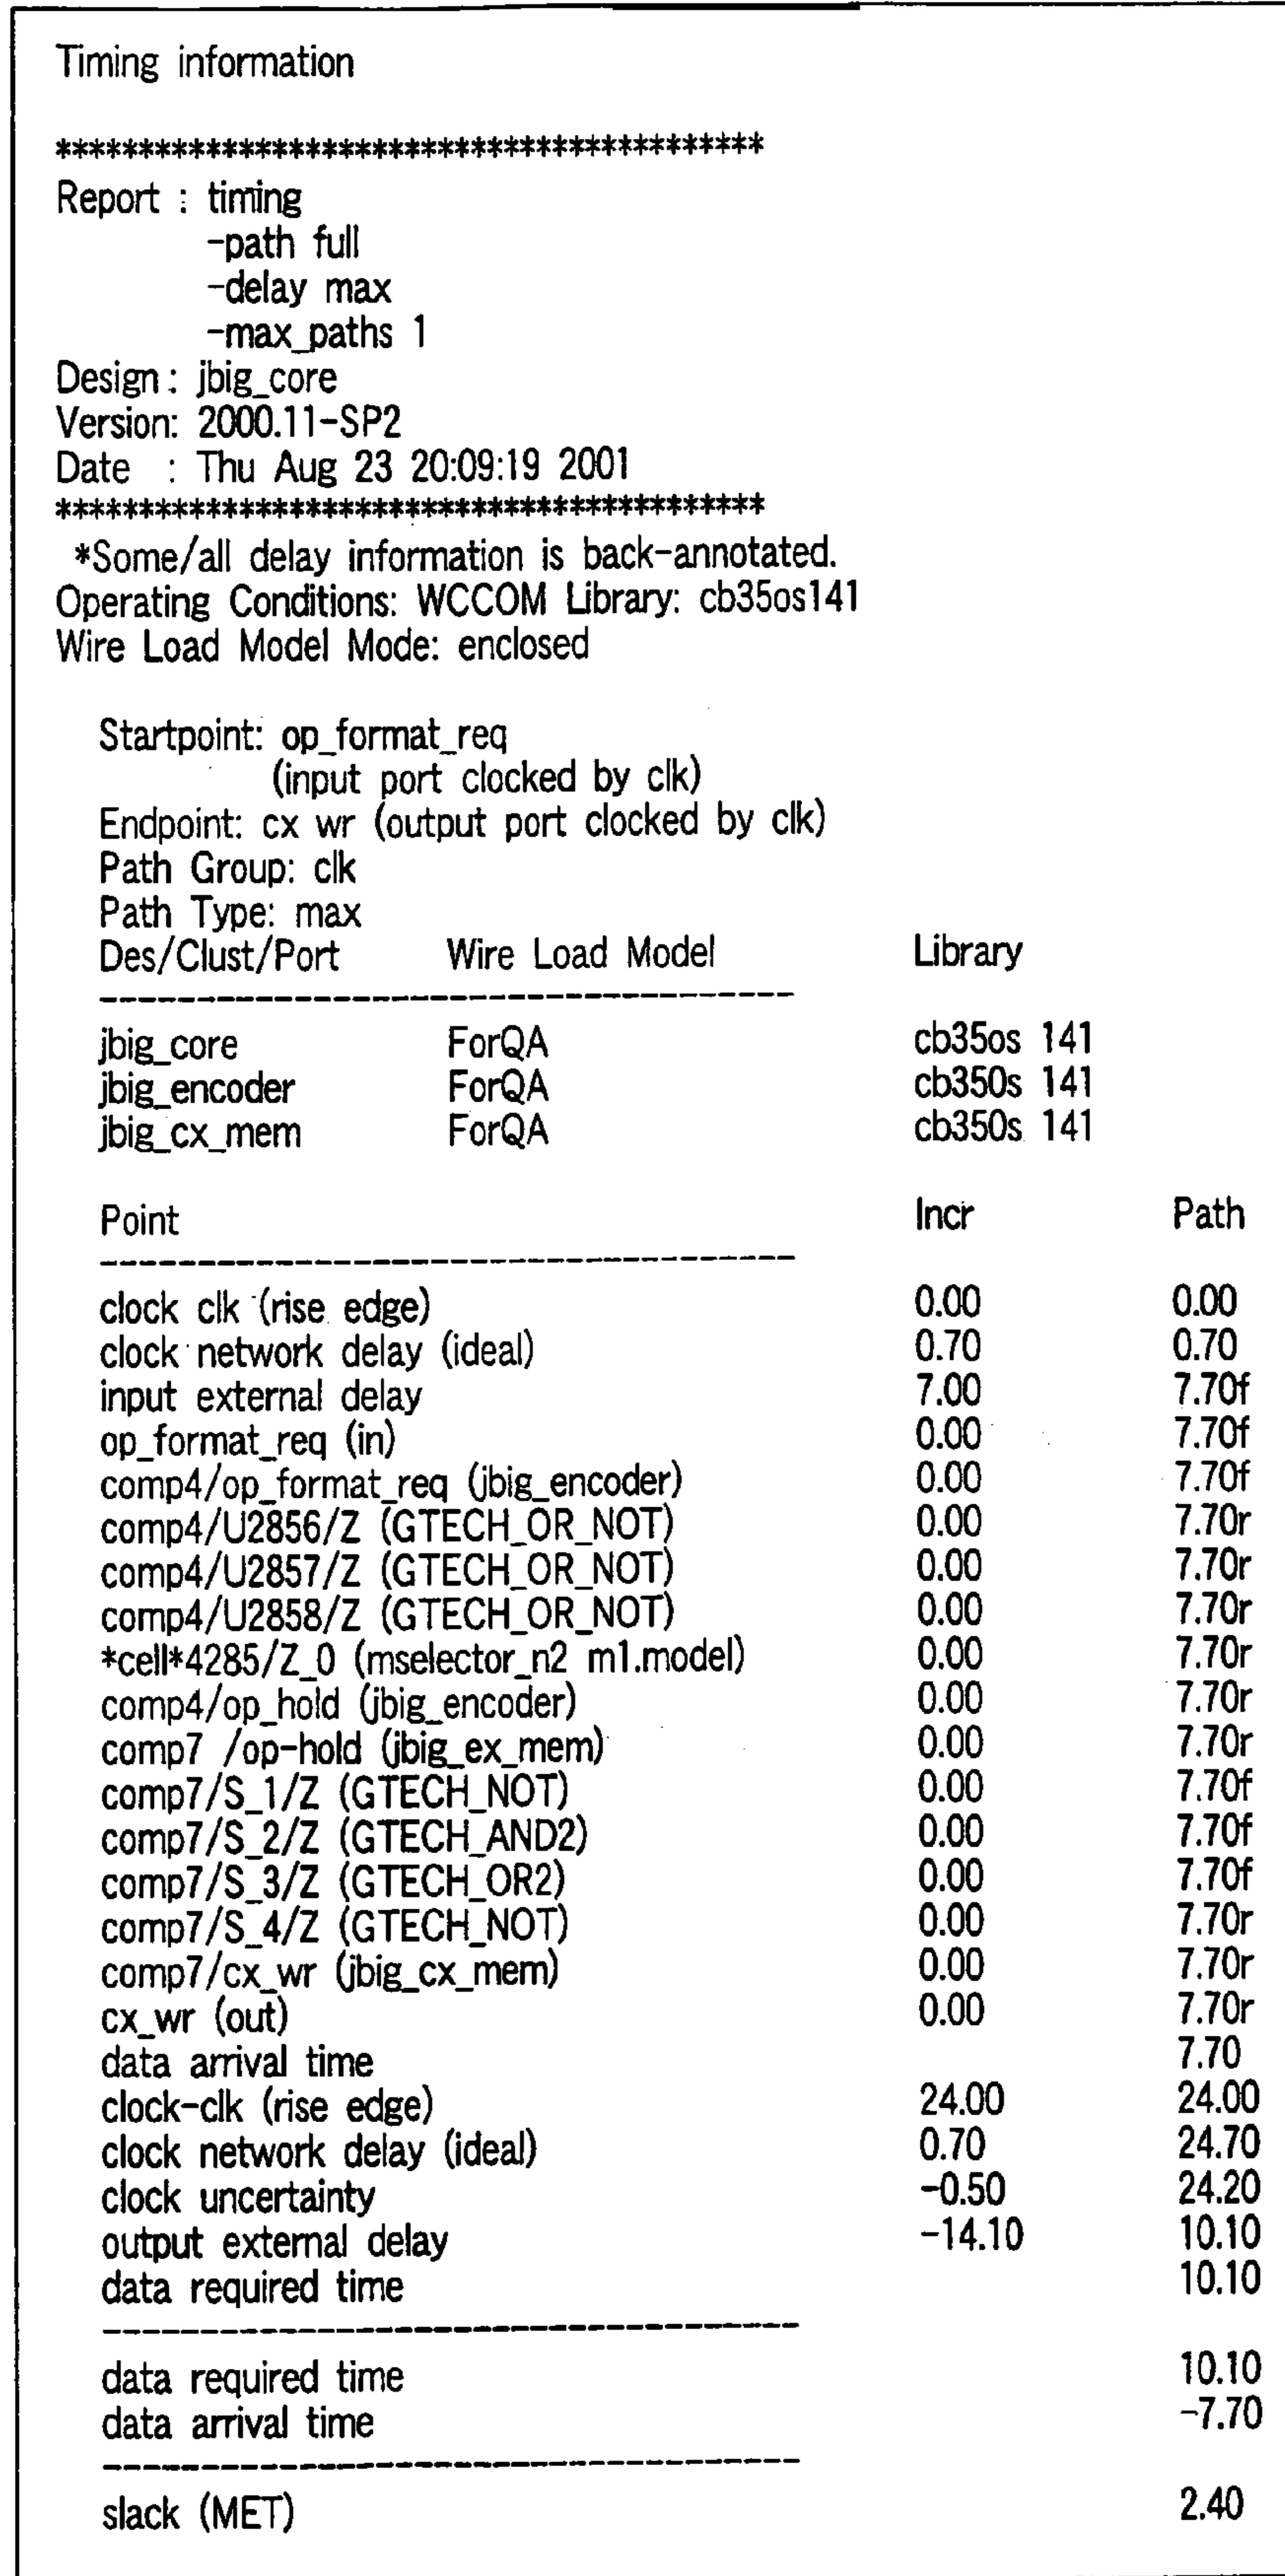 Timing information
*******************************************
Report : timing
-path full
-delay max
-max_paths 1
Design : jbig_core
Version: 2000.11-SP2
Date : Thu Aug 23 20:09:19 2001
*******************************************
*Some/all delay information is back-annotated.
Operating Conditions: WCCOM Library: cb35os141
Wire Load Model Mode: enclosed
Startpoint: op_format_req
(input port clocked by clk)
Endpoint: cx wr (output port clocked by clk)
Path Group: clk
Path Type: max
Des/Clust/Port Wire Load Model Library
------------------------------------
jbig_core ForQA cb35os 141
jbig_encoder ForQA cb350s 141
jbig_cx_mem ForQA cb350s 141
Point Incr Path
------------------------------------
clock clk (rise edge) 0.00 0.00
clock network delay (ideal) 0.70 0.70
input external delay 7.00 7.70f
op_format_req (in) 0.00 7.70f
comp4/op_format_req (jbig_encoder) 0.00 7.70f
comp4/U2856/Z (GTECH_OR_NOT) 0.00 7.70r
comp4/U2857/Z (GTECH_OR_NOT) 0.00 7.70r
comp4/U2858/Z (GTECH_OR_NOT) 0.00 7.70r
*cell*4285/Z_0 (mselector_n2 m1.model) 0.00 7.70r
comp4/op_hold (jbig_encoder) 0.00 7.70r
comp7 /op-hold (jbig_ex_mem) 0.00 7.70r
comp7/S_1/Z (GTECH_NOT) 0.00 7.70f
comp7/S_2/Z (GTECH_AND2) 0.00 7.70f
comp7/S_3/Z (GTECH_OR2) 0.00 7.70f
comp7/S_4/Z (GTECH_NOT) 0.00 7.70r
comp7/cx_wr (jbig_cx_mem) 0.00 7.70r
cx_wr (out) 0.00 7.70r
data arrival time 7.70
clock-clk (rise edge) 24.00 24.00
clock network delay (ideal) 0.70 24.70
clock uncertainty -0.50 24.20
output external delay -14.10 10.10
data required time 10.10
------------------------------------
data required time 10.10
data arrival time -7.70
------------------------------------
slack (MET) 2.40